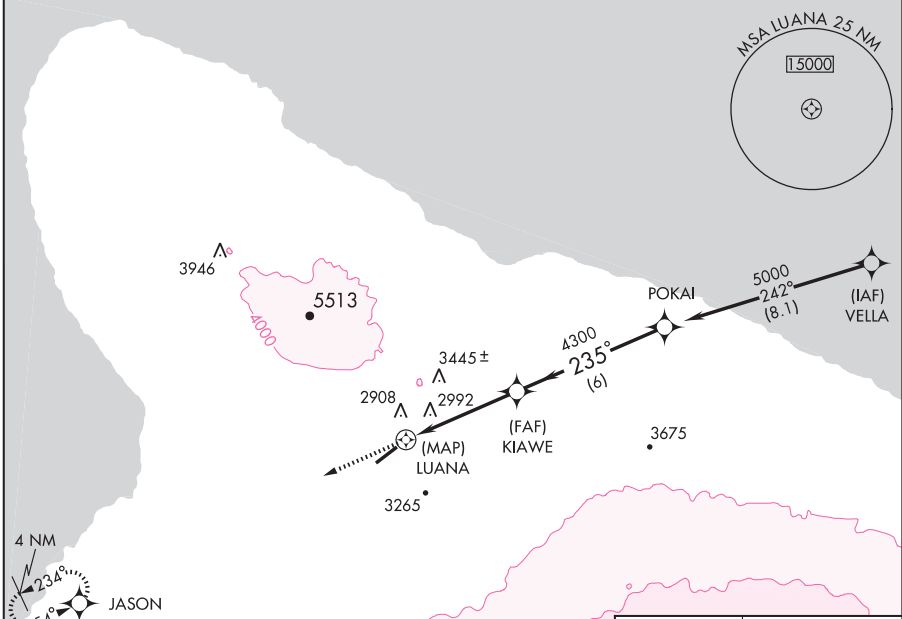 MSA LUANA 25 NM
15000
3946
5513
4000
5000
242°
(8.1)
(IAF)
VELLA
POKAI
4300
235°
(6)
3445 ±
2908
2992
(FAF)
KIAWE
(MAP)
LUANA
3675
3265
4 NM
234°
JASON